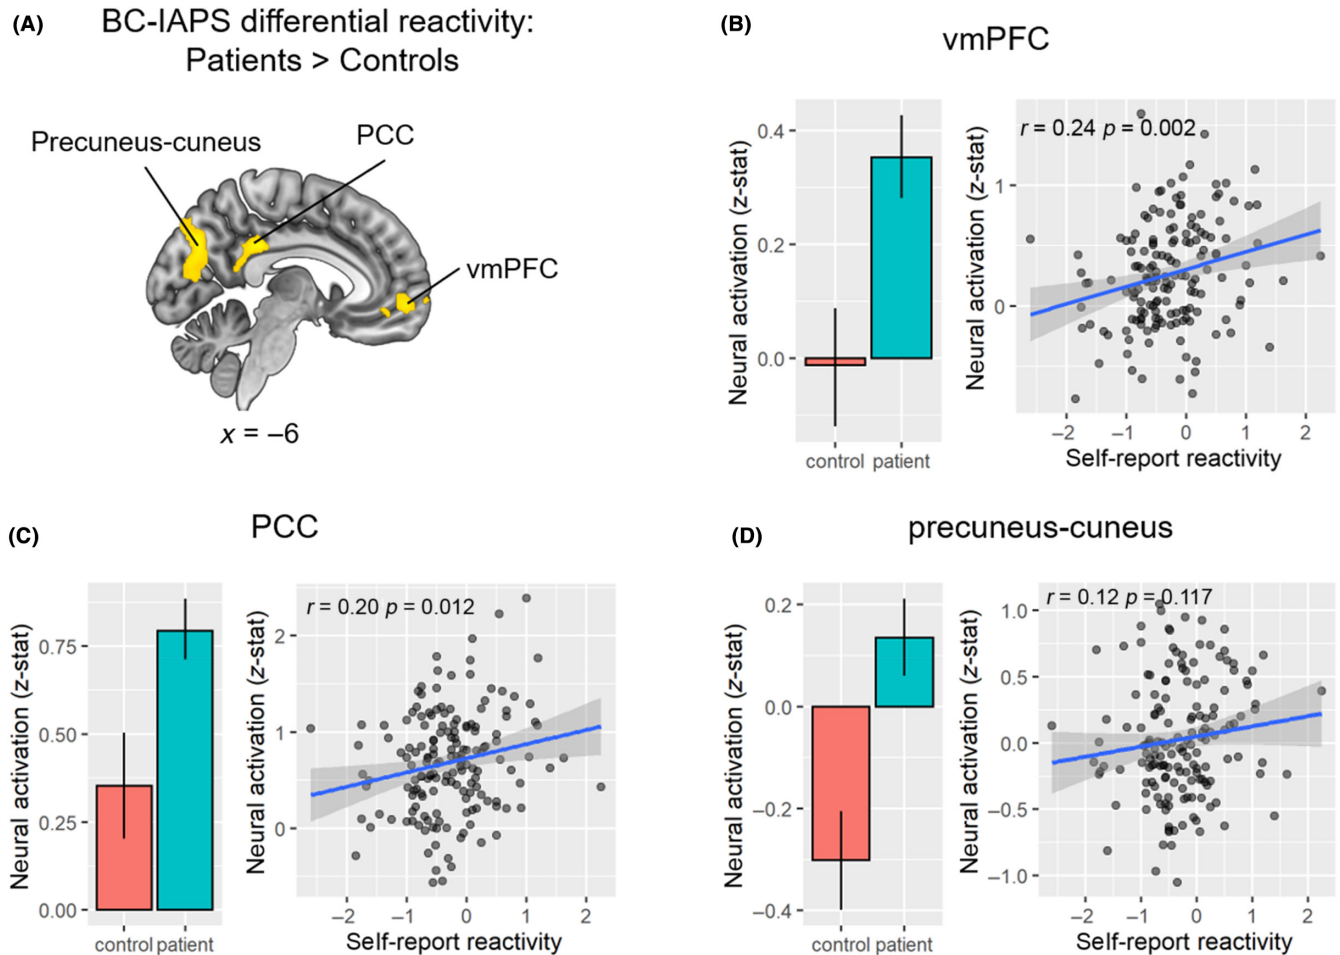 (A)
BC-IAPS differential reactivity:
Patients > Controls
Precuneus-cuneus
PCC
vmPFC
x = –6
(B)
vmPFC
Neural activation (z-stat)
0.4
0.2
0.0
control patient
Neural activation (z-stat)
r = 0.24 p = 0.002
1
0
–2 –1 0 1 2
Self-report reactivity
(C)
PCC
Neural activation (z-stat)
0.75
0.50
0.25
0.00
control patient
Neural activation (z-stat)
r = 0.20 p = 0.012
2
1
0
–2 –1 0 1 2
Self-report reactivity
(D)
precuneus-cuneus
Neural activation (z-stat)
0.2
0.0
–0.2
–0.4
control patient
Neural activation (z-stat)
r = 0.12 p = 0.117
1.0
0.5
0.0
–0.5
–1.0
–2 –1 0 1 2
Self-report reactivity